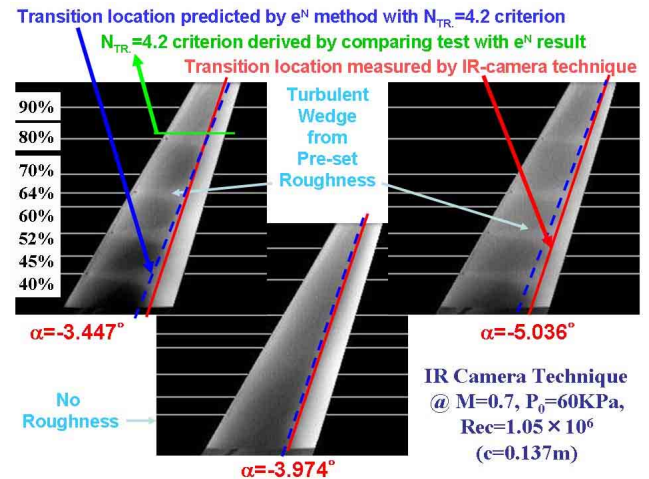 Transition location predicted by e^N method with N_TR.=4.2 criterion
N_TR.=4.2 criterion derived by comparing test with e^N result
Transition location measured by IR-camera technique
Turbulent
Wedge
from
Pre-set
Roughness
90%
80%
70%
64%
60%
52%
45%
40%
α=-3.447°
α=-5.036°
No
Roughness
α=-3.974°
IR Camera Technique
@ M=0.7, P₀=60KPa,
Rec=1.05×10⁶
(c=0.137m)